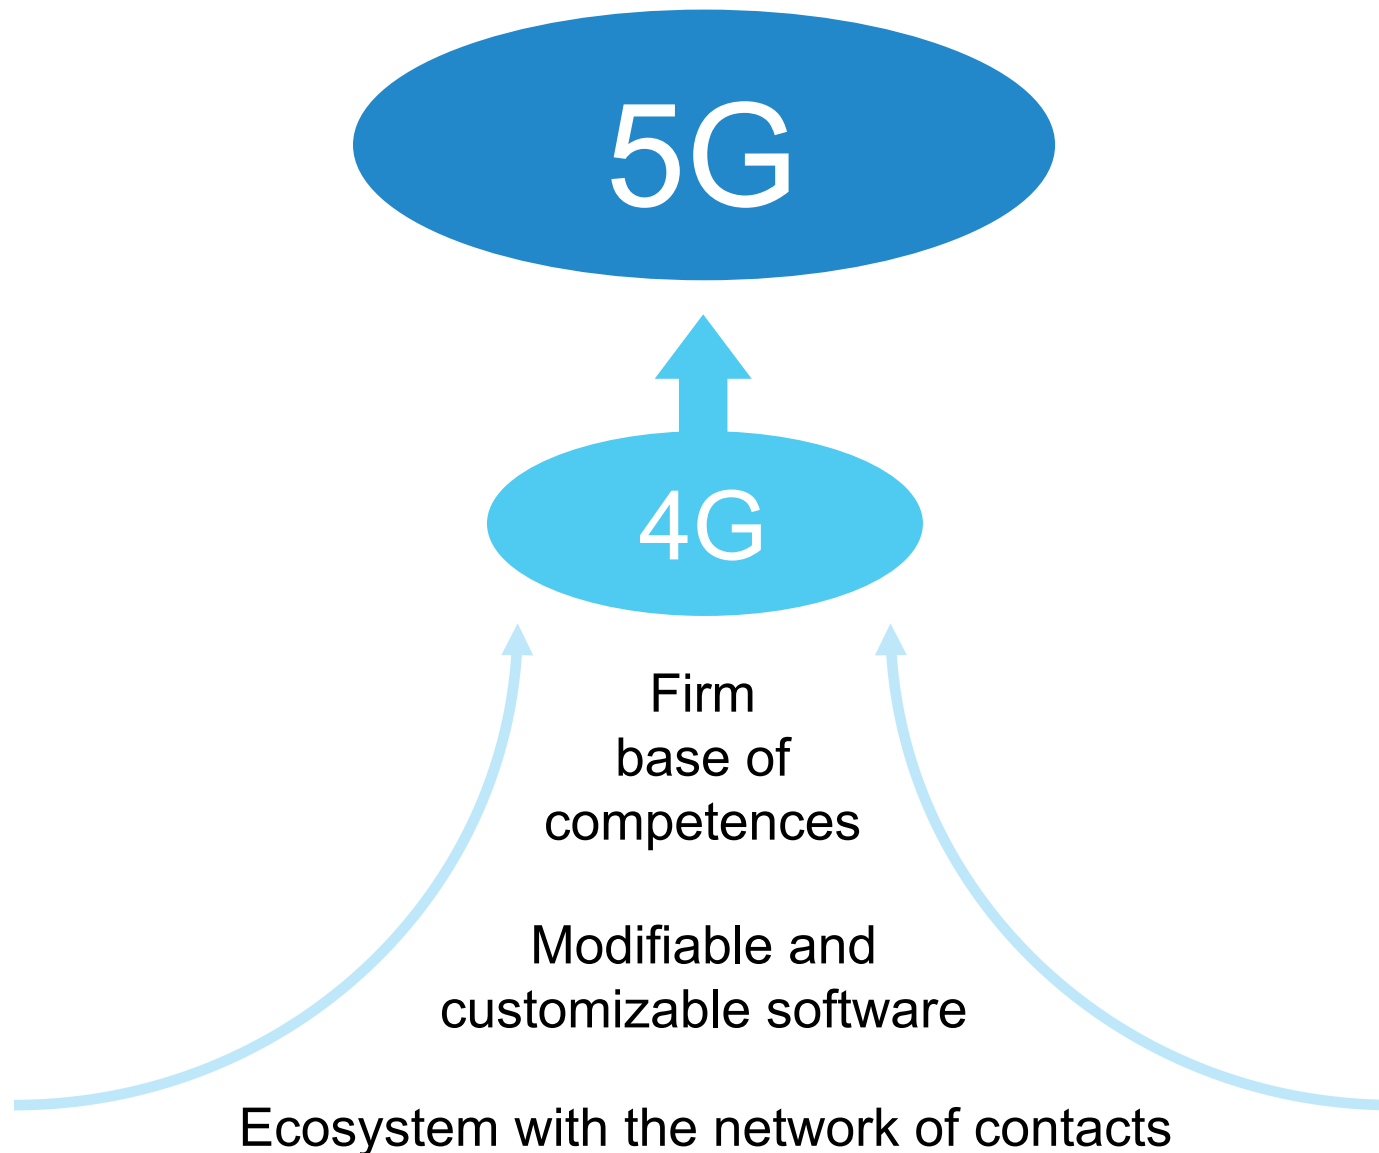 5G
4G
Firm
base of
competences
Modifiable and
customizable software
Ecosystem with the network of contacts